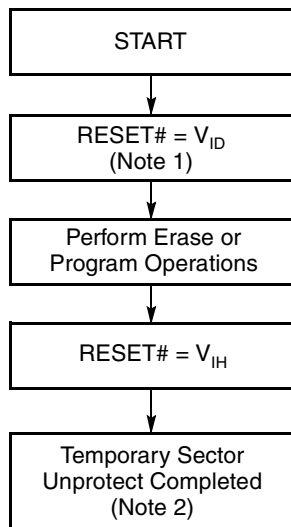 START
RESET# = V_ID
(Note 1)
Perform Erase or
Program Operations
RESET# = V_IH
Temporary Sector
Unprotect Completed
(Note 2)